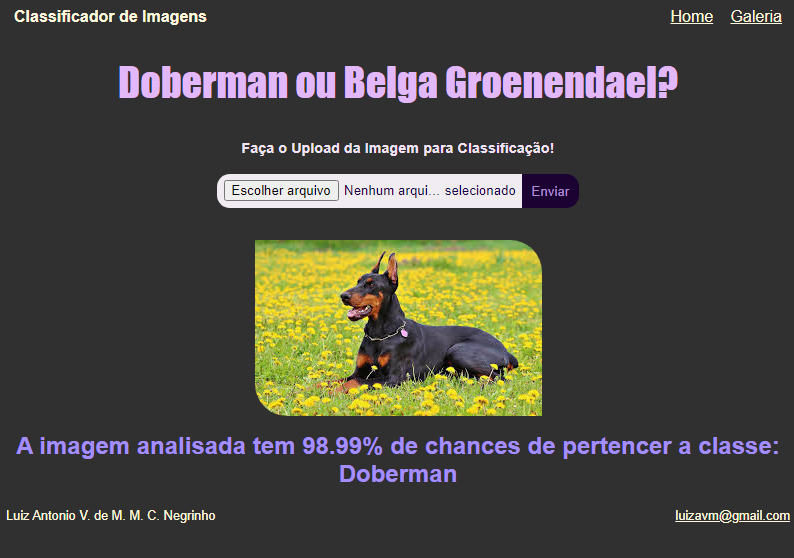 Classificador de Imagens
Home Galeria
Doberman ou Belga Groenendael?
Faça o Upload da Imagem para Classificação!
Escolher arquivo Nenhum arqui... selecionado Enviar
A imagem analisada tem 98.99% de chances de pertencer a classe:
Doberman
Luiz Antonio V. de M. M. C. Negrinho
luizavm@gmail.com